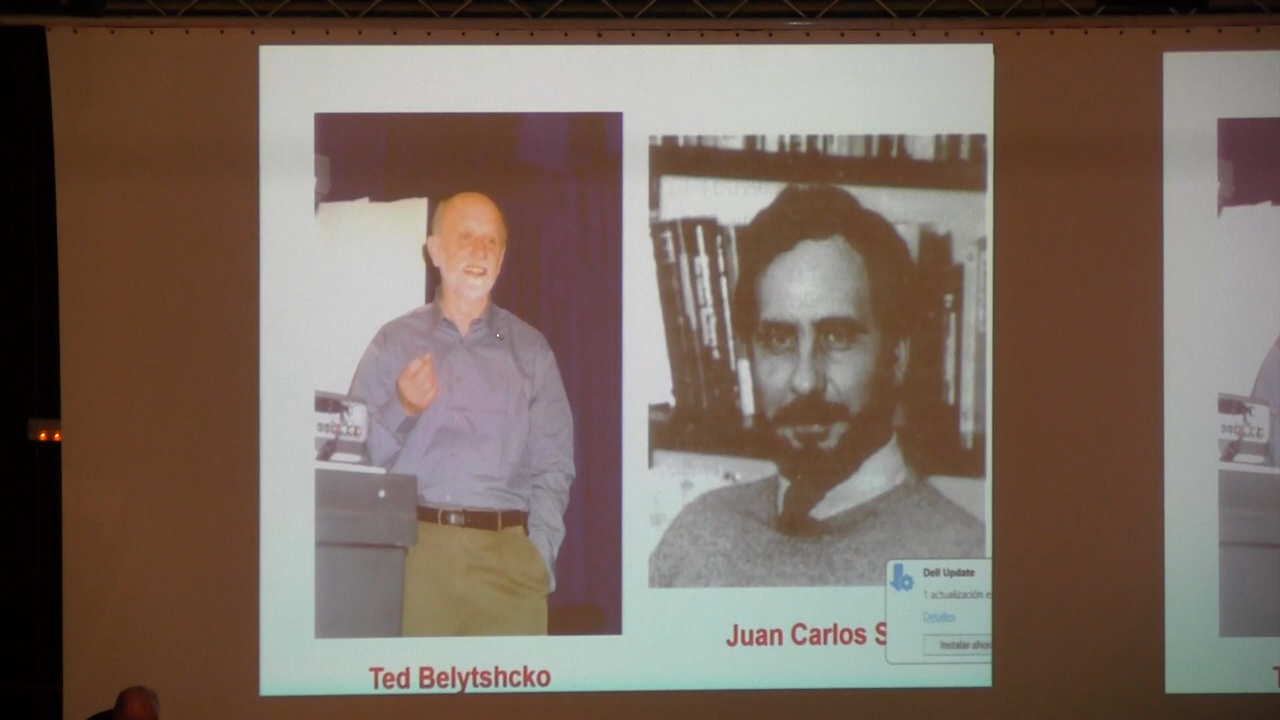 Ted Belytshcko
Juan Carlos S
Dell Update
1 actualización e
Detalles
Instalar ahor
T